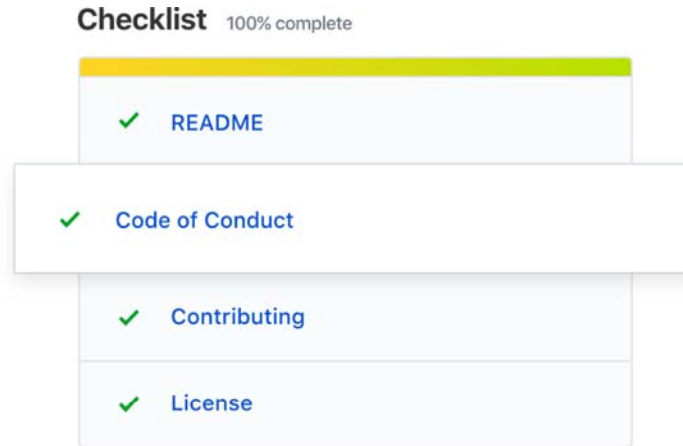 Checklist 100% complete
README
Code of Conduct
Contributing
License